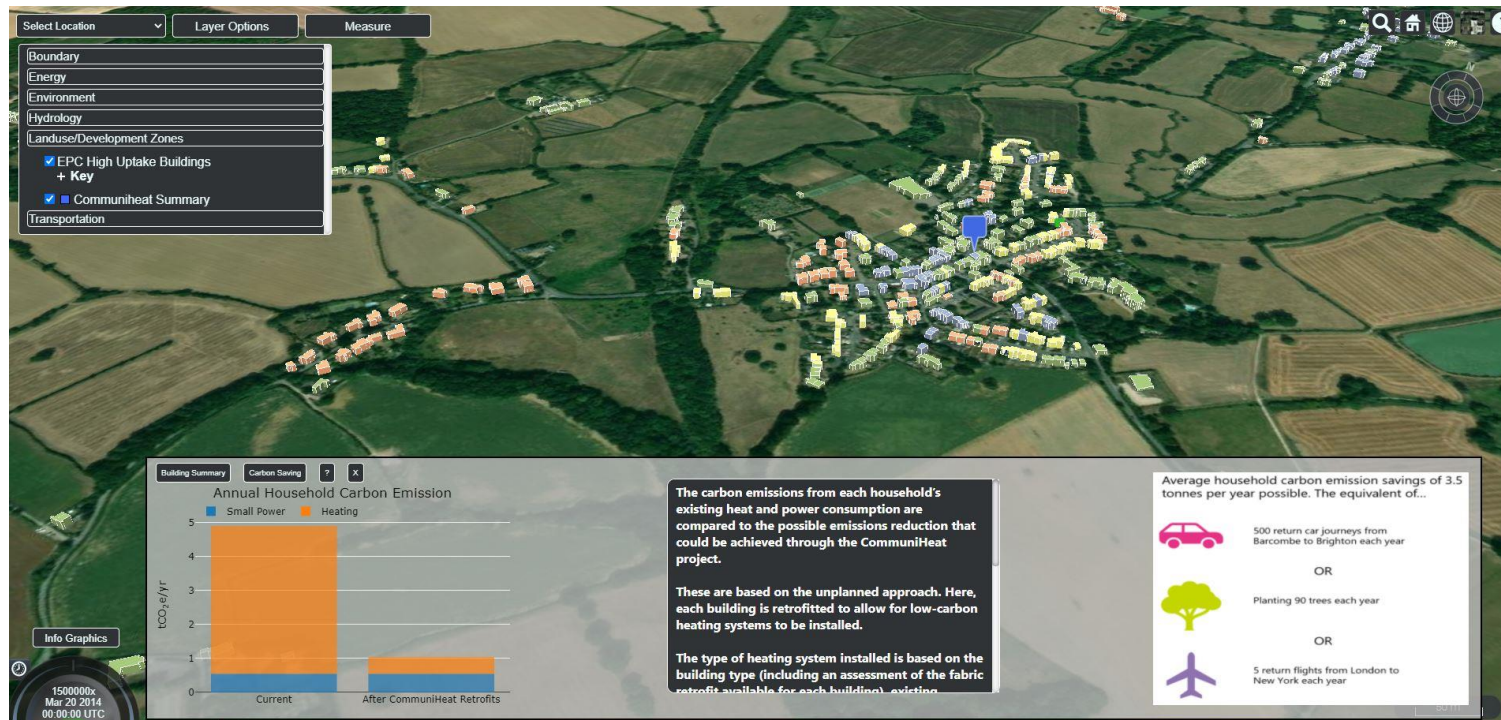 Select Location
Layer Options
Measure
Boundary
Energy
Environment
Hydrology
Landuse/Development Zones
EPC High Uptake Buildings
+ Key
Communiheat Summary
Transportation
N
Building Summary
Carbon Saving
?
X
Annual Household Carbon Emission
Small Power
Heating
5
4
3
2
1
0
tCO₂e/yr
Current
After CommuniHeat Retrofits
The carbon emissions from each household's
existing heat and power consumption are
compared to the possible emissions reduction that
could be achieved through the CommuniHeat
project.
These are based on the unplanned approach. Here,
each building is retrofitted to allow for low-carbon
heating systems to be installed.
The type of heating system installed is based on the
building type (including an assessment of the fabric
retrofit available for each building), existing
Average household carbon emission savings of 3.5
tonnes per year possible. The equivalent of...
500 return car journeys from
Barcombe to Brighton each year
OR
Planting 90 trees each year
OR
5 return flights from London to
New York each year
Info Graphics
1500000x
Mar 20 2014
00:00:00 UTC
50 m